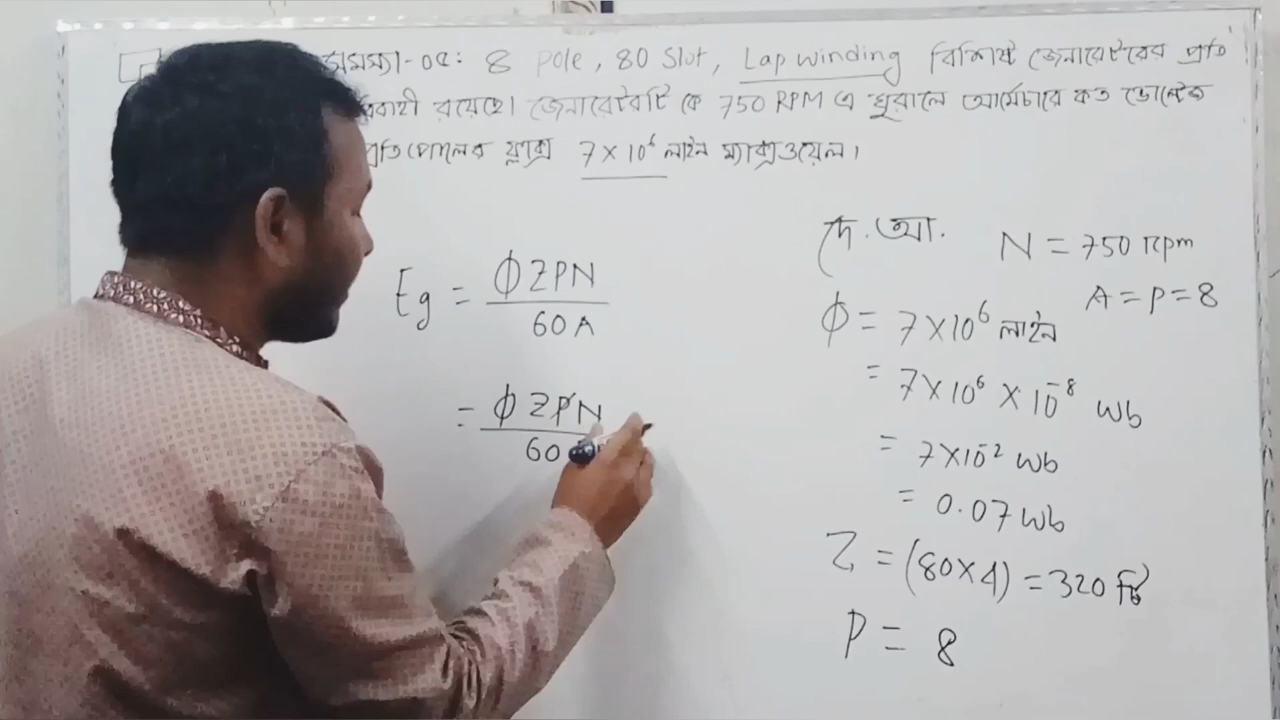 সমস্যা-০৫: 8 Pole, 80 Slot, Lap winding বিশিষ্ট জেনারেটরের প্রতি
বাহী রয়েছে। জেনারেটরটি কে 750 RPM এ ঘুরালে আর্মেচারে কত ভোল্টেজ
প্রতি পোলের ফ্লাক্স 7 × 10⁶ লাইন ম্যাক্সওয়েল।
দে. আ. N = 750 rpm
A = P = 8
Eg = ϕZPN / 60A
ϕ = 7×10⁶ লাইন
= 7×10⁶ × 10⁻⁸ Wb
= ϕZPN / 60
= 7×10⁻² Wb
= 0.07 Wb
Z = (80×4) = 320 টি
P = 8